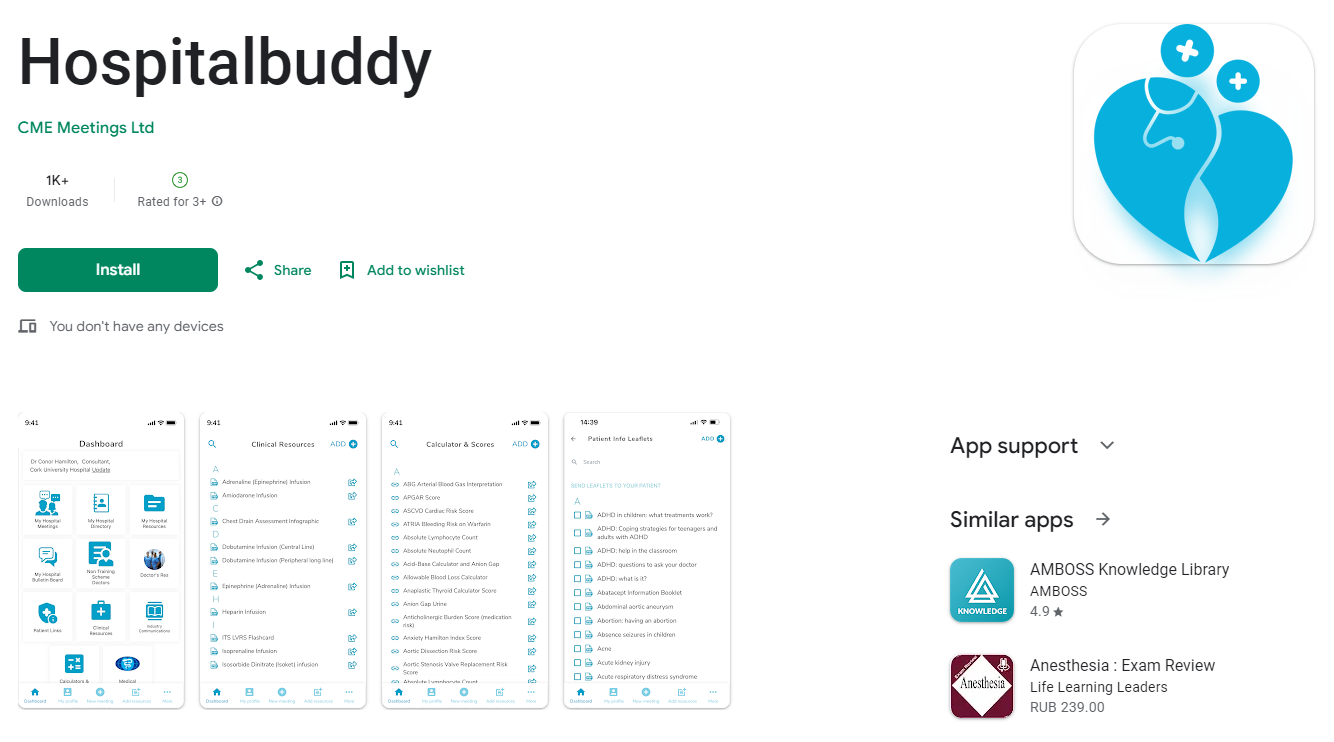 Hospitalbuddy
CME Meetings Ltd
1K+
Downloads
3
Rated for 3+
Install
Share
Add to wishlist
You don't have any devices
9:41
Dashboard
Dr Conor Hamilton, Consultant,
Cork University Hospital Update
My Hospital
Meetings
My Hospital
Directory
My Hospital
Resources
My Hospital
Bulletin Board
Non Training
Scheme
Doctors
Doctor's Res
Patient Links
Clinical
Resources
Industry
Communications
Calculators &
Medical
Dashboard
My profile
New meeting
Add resources
More
9:41
Clinical Resources
ADD
A
Adrenaline (Epinephrine) Infusion
Amiodarone Infusion
C
Chest Drain Assessment Infographic
D
Dobutamine Infusion (Central Line)
Dobutamine Infusion (Peripheral long line)
E
Epinephrine (Adrenaline) Infusion
H
Heparin Infusion
I
ITS LVRS Flashcard
Isoprenaline Infusion
Isosorbide Dinitrate (Isoket) infusion
Dashboard
My profile
New meeting
Add resources
More
9:41
Calculator & Scores
ADD
A
ABG Arterial Blood Gas Interpretation
APGAR Score
ASCVD Cardiac Risk Score
ATRIA Bleeding Risk on Warfarin
Absolute Lymphocyte Count
Absolute Neutophil Count
Acid-Base Calculator and Anion Gap
Allowable Blood Loss Calculator
Anaplastic Thyroid Calculator Score
Anion Gap Urine
Anticholinergic Burden Score (medication
risk)
Anxiety Hamilton Index Score
Aortic Dissection Risk Score
Aortic Stenosis Valve Replacement Risk
Score
Absolute Lymphocyte Count
Dashboard
My profile
New meeting
Add resources
More
14:39
Patient Info Leaflets
ADD
Search
SEND LEAFLETS TO YOUR PATIENT
A
ADHD in children: what treatments work?
ADHD: Coping strategies for teenagers and
adults with ADHD
ADHD: help in the classroom
ADHD: questions to ask your doctor
ADHD: what is it?
Abatacept Information Booklet
Abdominal aortic aneurysm
Abortion: having an abortion
Absence seizures in children
Acne
Acute kidney injury
Acute respiratory distress syndrome
Dashboard
My profile
New meeting
Add resources
More
App support
Similar apps
KNOWLEDGE
AMBOSS Knowledge Library
AMBOSS
4.9
Exam Review
Anesthesia
Anesthesia : Exam Review
Life Learning Leaders
RUB 239.00